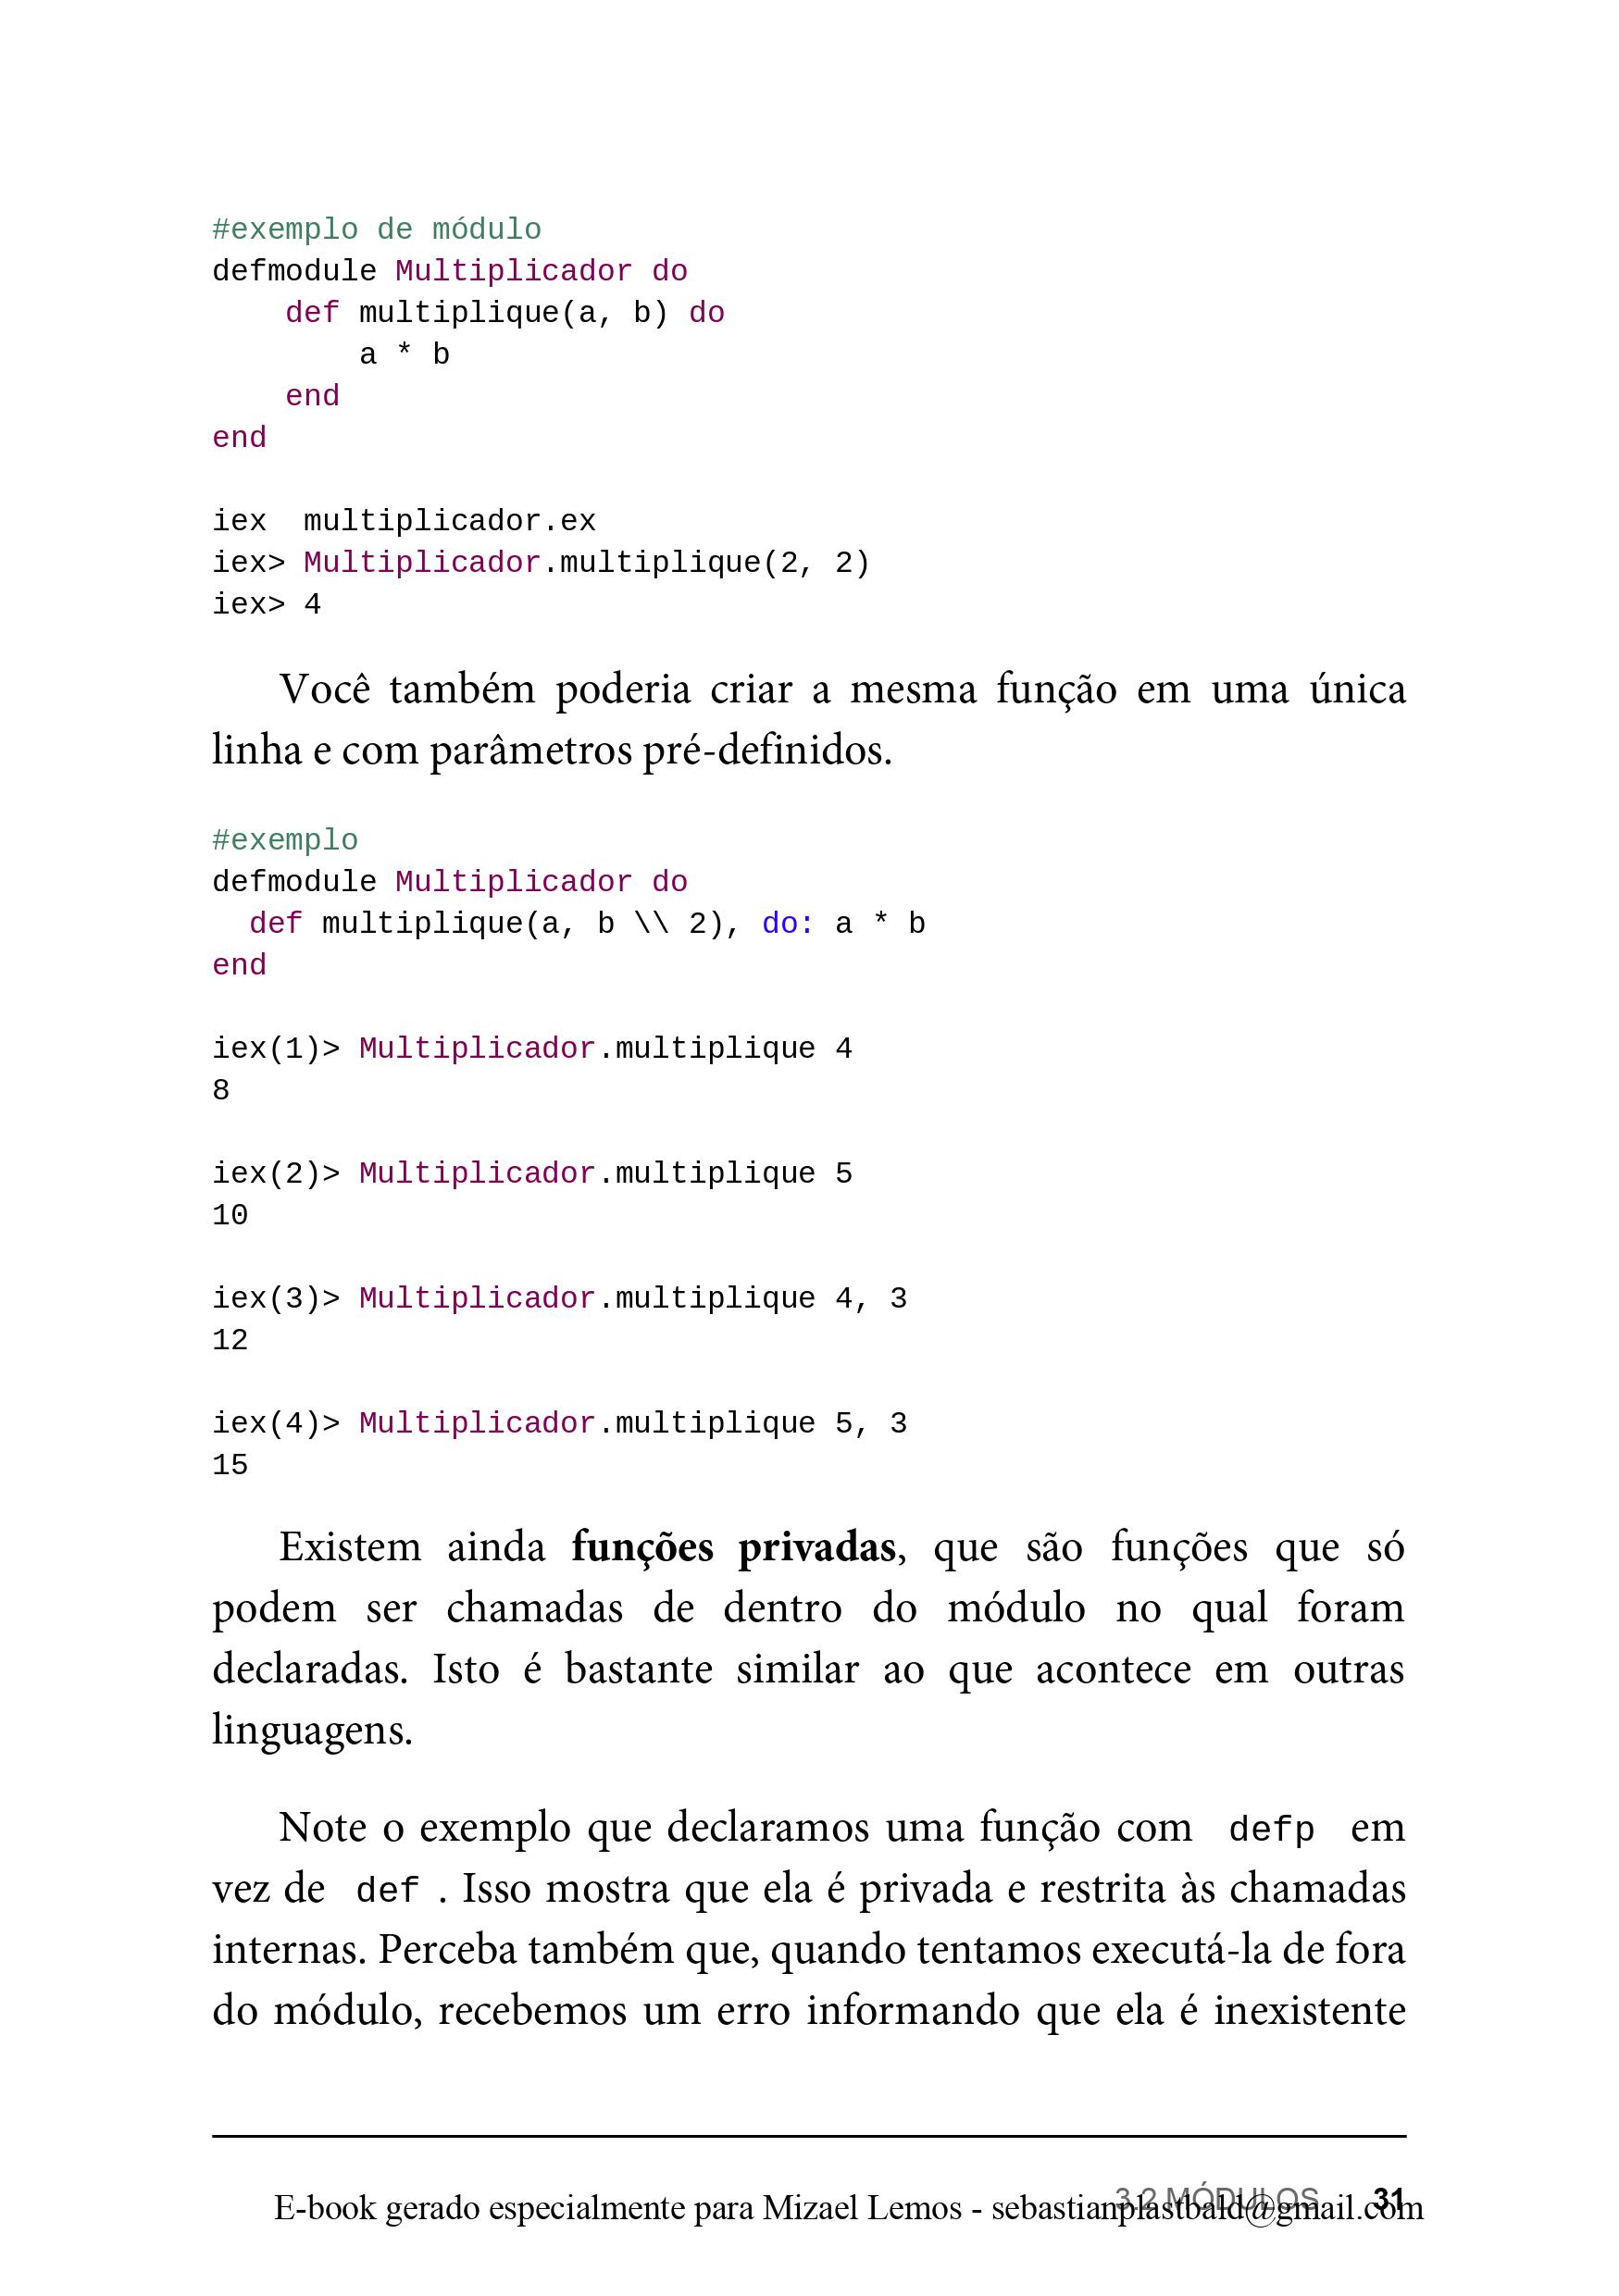 #exemplo de módulo
defmodule Multiplicador do
    def multiplique(a, b) do
        a * b
    end
end
iex  multiplicador.ex
iex> Multiplicador.multiplique(2, 2)
iex> 4
Você também poderia criar a mesma função em uma única
linha e com parâmetros pré-definidos.
#exemplo
defmodule Multiplicador do
  def multiplique(a, b \\ 2), do: a * b
end
iex(1)> Multiplicador.multiplique 4
8
iex(2)> Multiplicador.multiplique 5
10
iex(3)> Multiplicador.multiplique 4, 3
12
iex(4)> Multiplicador.multiplique 5, 3
15
Existem ainda funções privadas, que são funções que só
podem ser chamadas de dentro do módulo no qual foram
declaradas. Isto é bastante similar ao que acontece em outras
linguagens.
Note o exemplo que declaramos uma função com defp em
vez de def . Isso mostra que ela é privada e restrita às chamadas
internas. Perceba também que, quando tentamos executá-la de fora
do módulo, recebemos um erro informando que ela é inexistente
3.2 MÓDULOS 31
E-book gerado especialmente para Mizael Lemos - sebastianplastbald@gmail.com